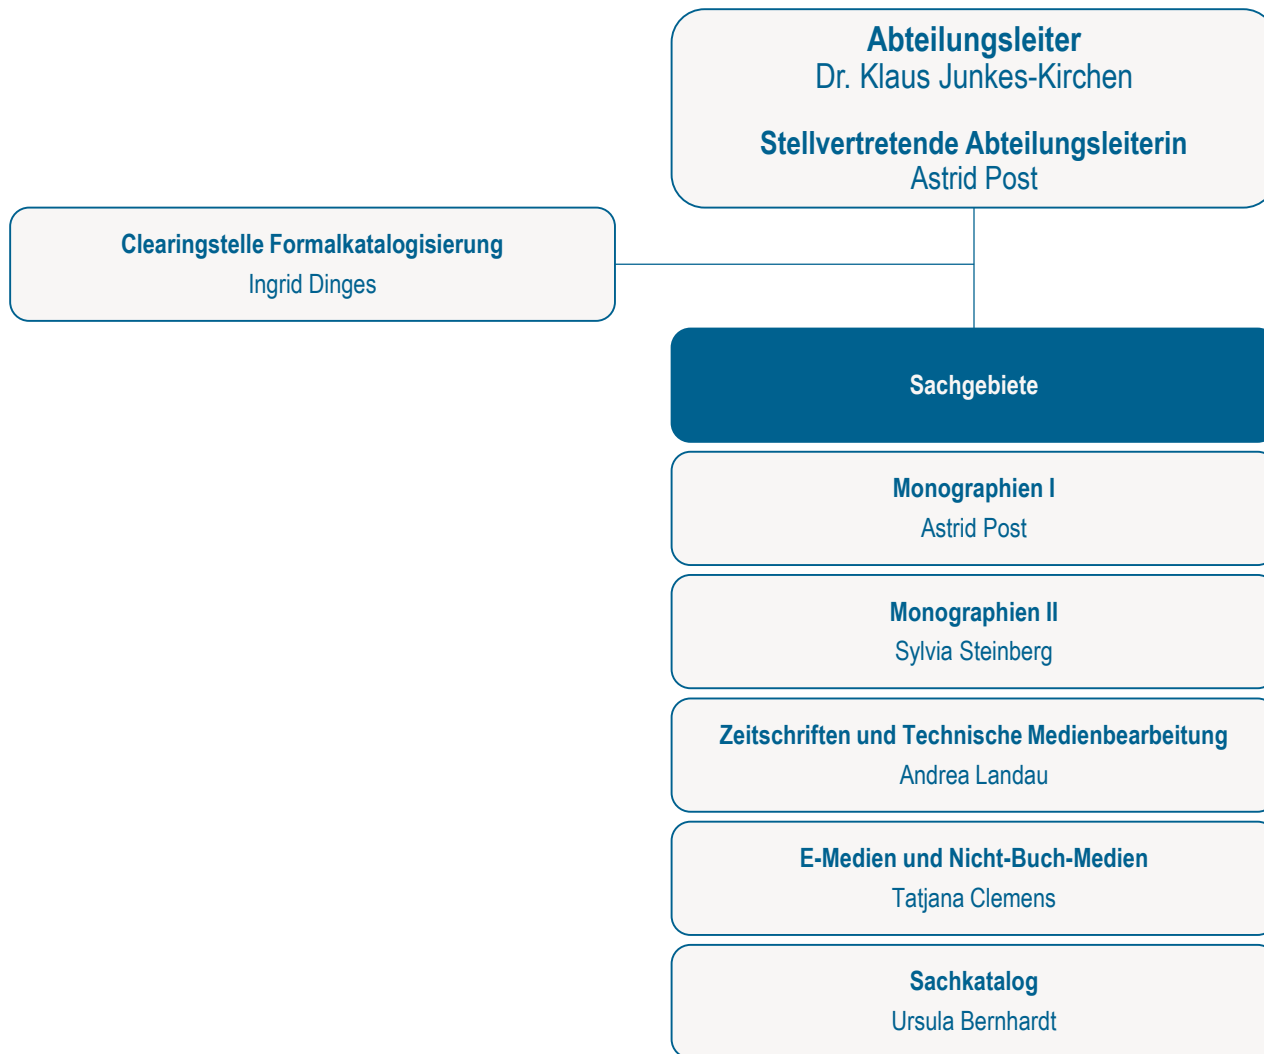 Abteilungsleiter
Dr. Klaus Junkes-Kirchen
Stellvertretende Abteilungsleiterin
Astrid Post
Clearingstelle Formalkatalogisierung
Ingrid Dinges
Sachgebiete
Monographien I
Astrid Post
Monographien II
Sylvia Steinberg
Zeitschriften und Technische Medienbearbeitung
Andrea Landau
E-Medien und Nicht-Buch-Medien
Tatjana Clemens
Sachkatalog
Ursula Bernhardt